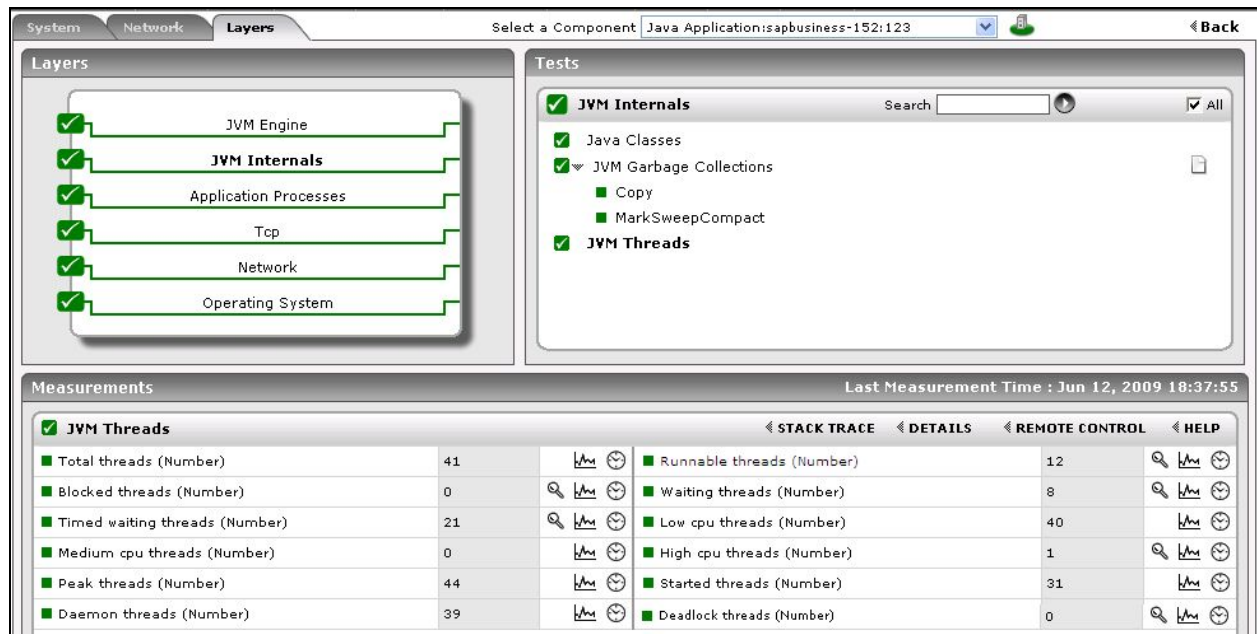 System Network Layers Select a Component Java Application:sapbusiness-152:123 Back
Layers
JVM Engine
JVM Internals
Application Processes
Tcp
Network
Operating System
Tests
JVM Internals Search All
Java Classes
JVM Garbage Collections
Copy
MarkSweepCompact
JVM Threads
Measurements Last Measurement Time : Jun 12, 2009 18:37:55
JVM Threads STACK TRACE DETAILS REMOTE CONTROL HELP
Total threads (Number) 41 Runnable threads (Number) 12
Blocked threads (Number) 0 Waiting threads (Number) 8
Timed waiting threads (Number) 21 Low cpu threads (Number) 40
Medium cpu threads (Number) 0 High cpu threads (Number) 1
Peak threads (Number) 44 Started threads (Number) 31
Daemon threads (Number) 39 Deadlock threads (Number) 0